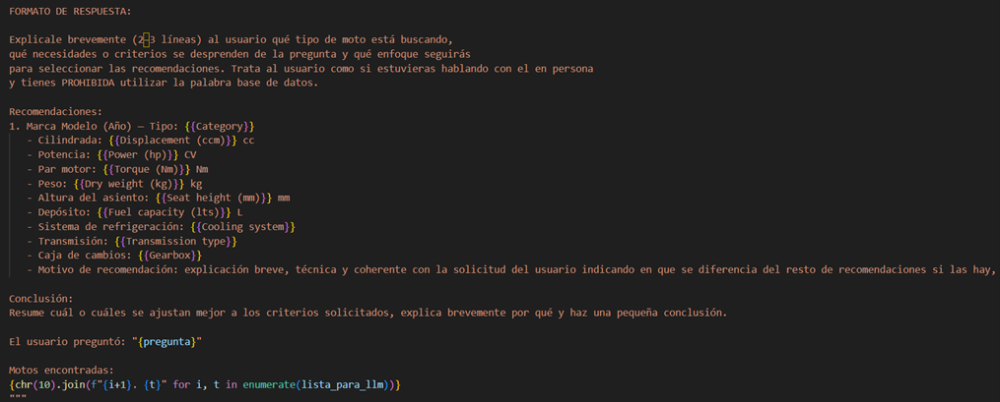 FORMATO DE RESPUESTA:
Explicale brevemente (2–3 líneas) al usuario qué tipo de moto está buscando,
qué necesidades o criterios se desprenden de la pregunta y qué enfoque seguirás
para seleccionar las recomendaciones. Trata al usuario como si estuvieras hablando con el en persona
y tienes PROHIBIDA utilizar la palabra base de datos.
Recomendaciones:
1. Marca Modelo (Año) — Tipo: {{Category}}
- Cilindrada: {{Displacement (ccm)}} cc
- Potencia: {{Power (hp)}} CV
- Par motor: {{Torque (Nm)}} Nm
- Peso: {{Dry weight (kg)}} kg
- Altura del asiento: {{Seat height (mm)}} mm
- Depósito: {{Fuel capacity (lts)}} L
- Sistema de refrigeración: {{Cooling system}}
- Transmisión: {{Transmission type}}
- Caja de cambios: {{Gearbox}}
- Motivo de recomendación: explicación breve, técnica y coherente con la solicitud del usuario indicando en que se diferencia del resto de recomendaciones si las hay,
Conclusión:
Resume cuál o cuáles se ajustan mejor a los criterios solicitados, explica brevemente por qué y haz una pequeña conclusión.
El usuario preguntó: "{pregunta}"
Motos encontradas:
{chr(10).join(f"{i+1}. {t}" for i, t in enumerate(lista_para_llm))}
"""